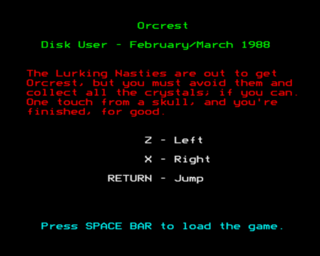 Orcrest
Disk User - February/March 1988
The Lurking Nasties are out to get
Orcrest, but you must avoid them and
collect all the crystals, if you can.
One touch from a skull, and you're
finished, for good.
Z - Left
X - Right
RETURN - Jump
Press SPACE BAR to load the game.